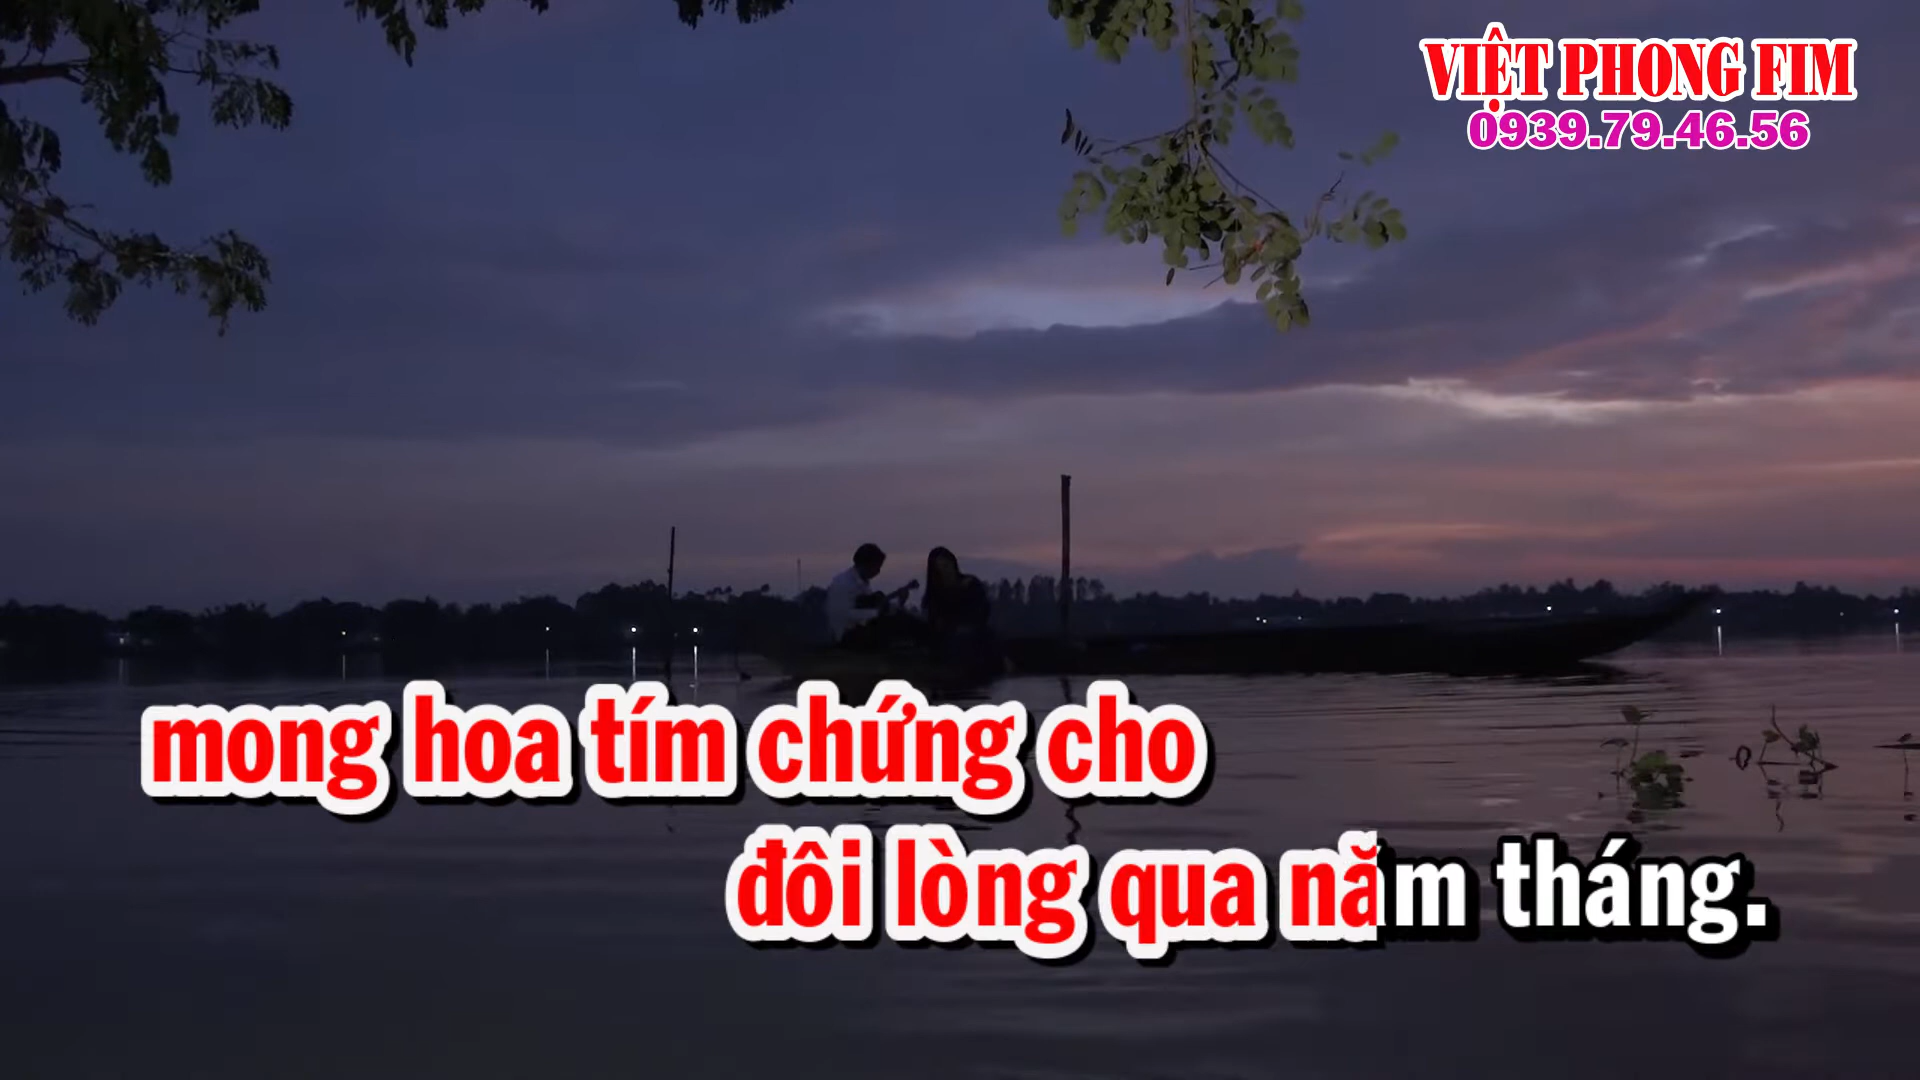 VIỆT PHONG FIM
0939.79.46.56
mong hoa tím chứng cho
đôi lòng qua năm tháng.